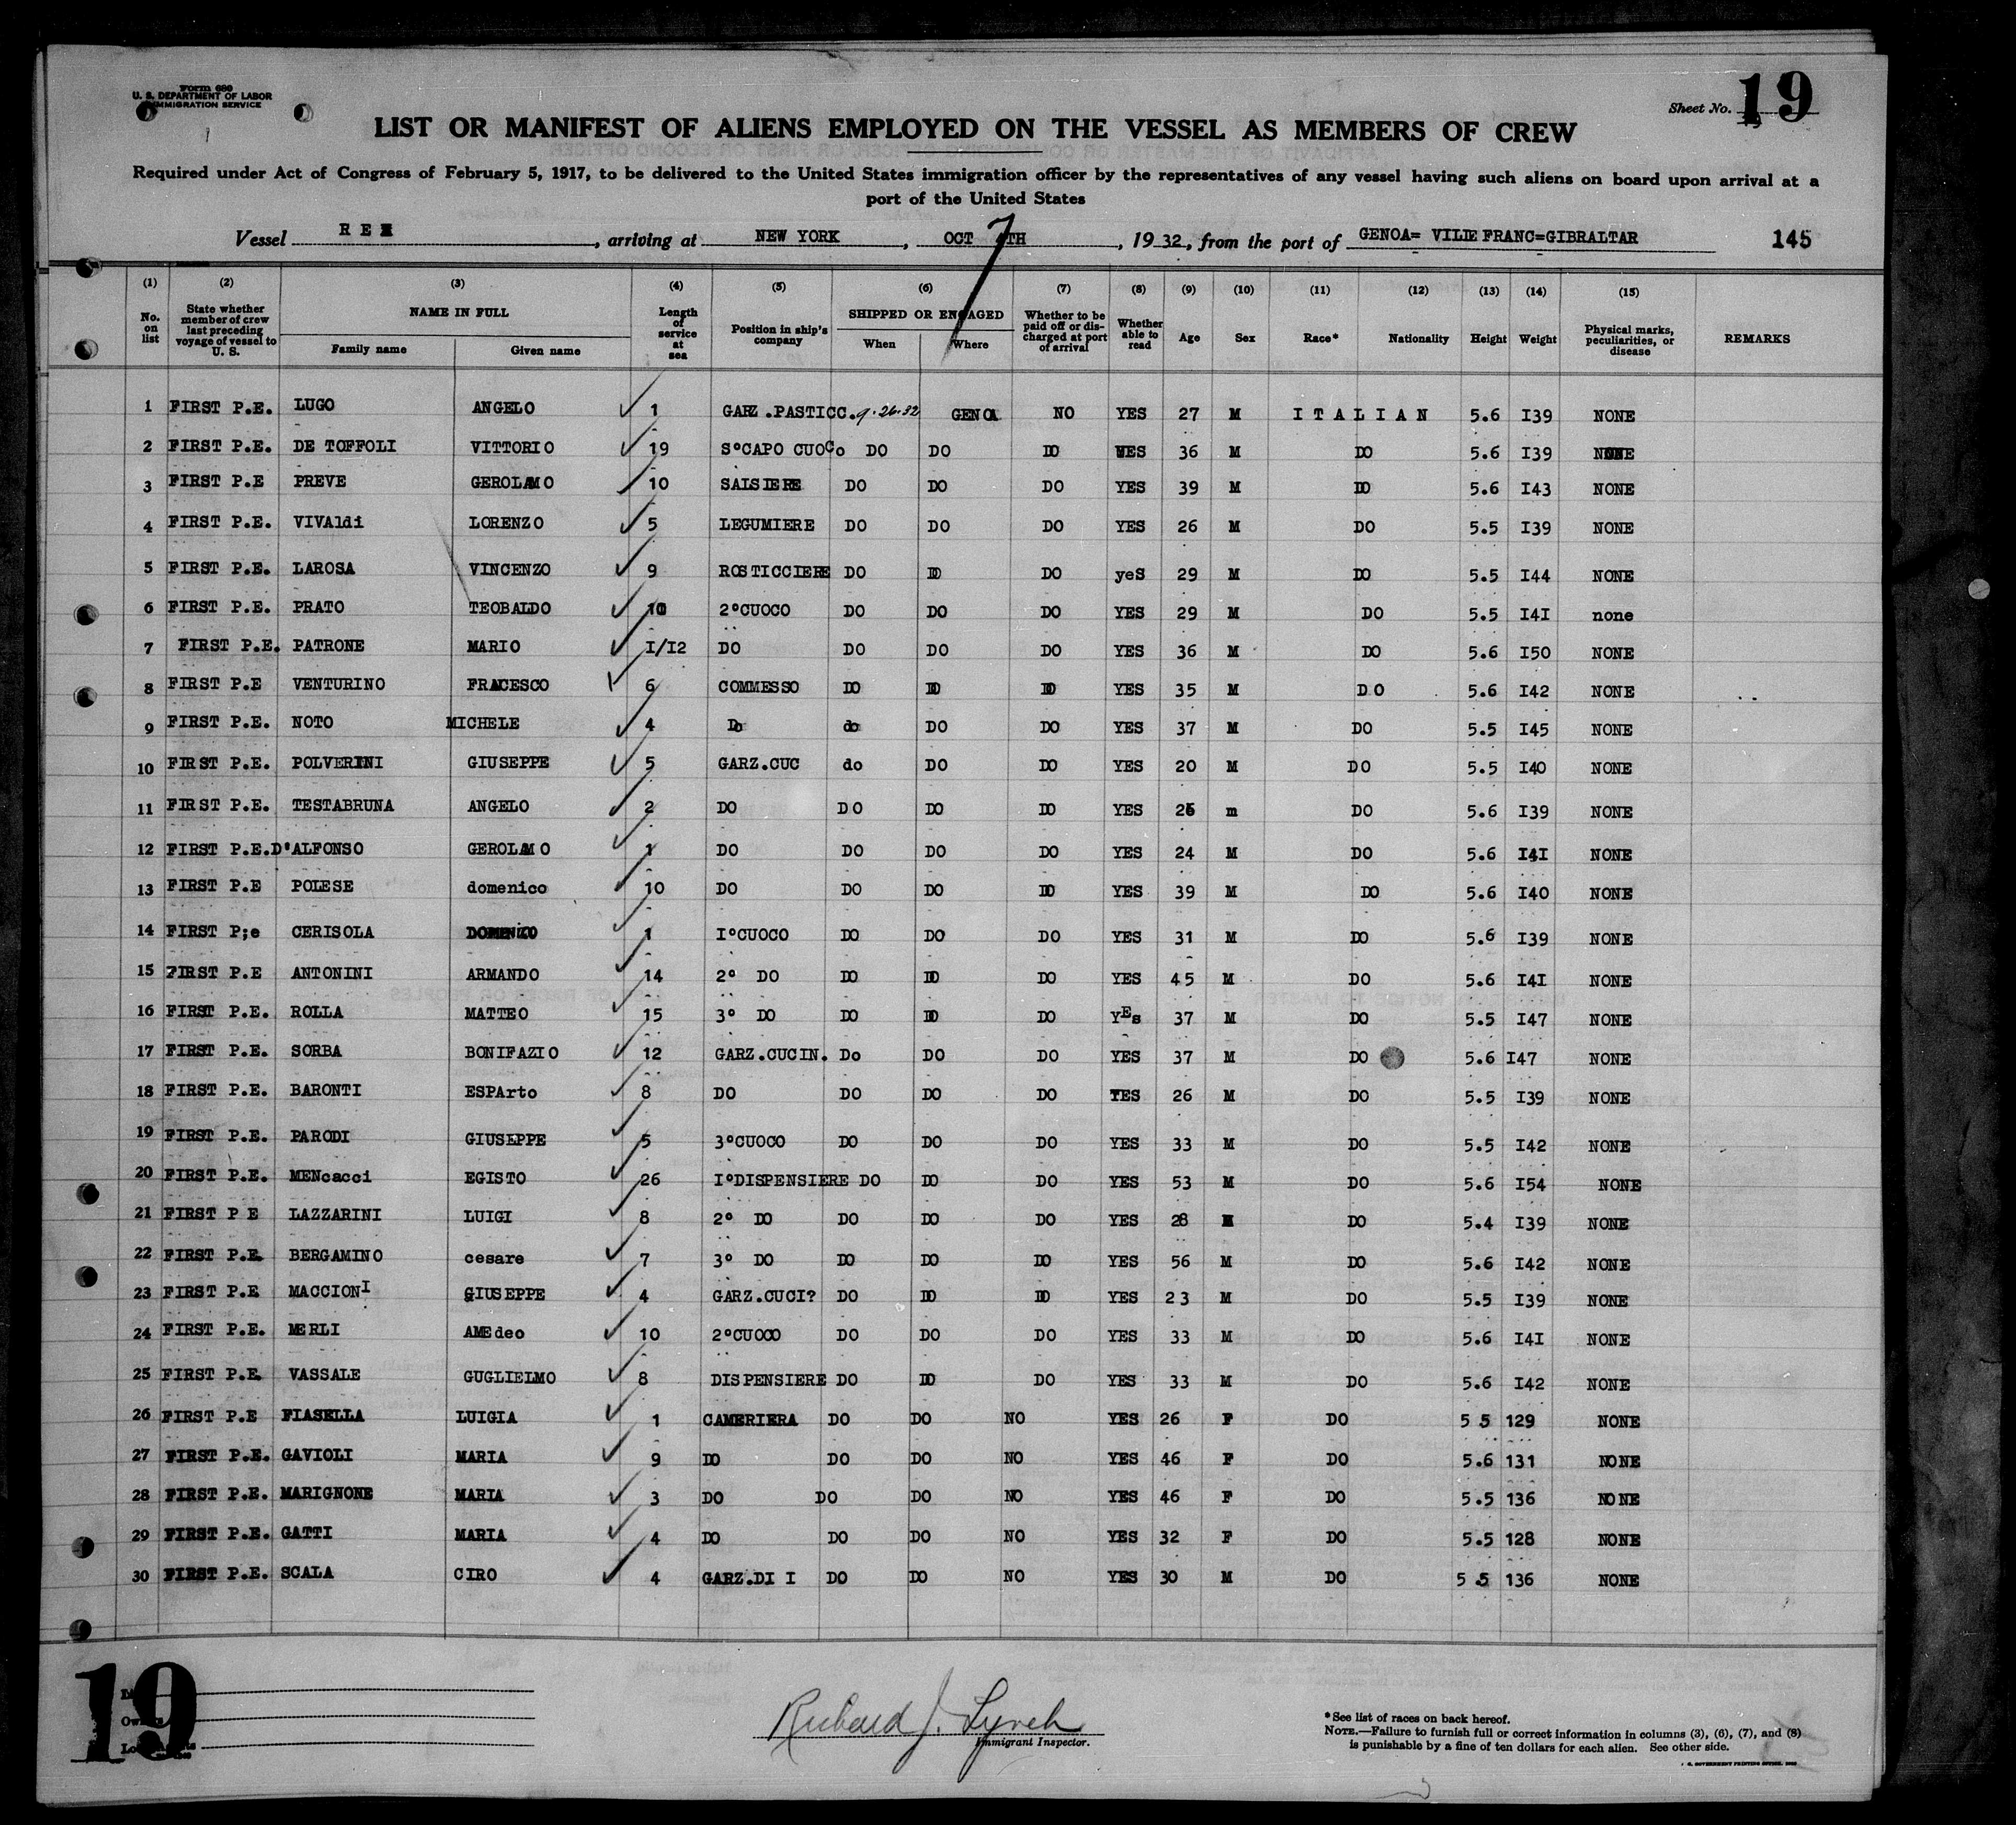 Form 680
U. S. DEPARTMENT OF LABOR
IMMIGRATION SERVICE
Sheet No. 19
LIST OR MANIFEST OF ALIENS EMPLOYED ON THE VESSEL AS MEMBERS OF CREW
Required under Act of Congress of February 5, 1917, to be delivered to the United States immigration officer by the representatives of any vessel having such aliens on board upon arrival at a
port of the United States
Vessel REX, arriving at NEW YORK, OCT 7TH, 1932, from the port of GENOA= VILLEFRANC=GIBRALTAR 145
(1) (2) (3) (4) (5) (6) (7) (8) (9) (10) (11) (12) (13) (14) (15)
No. on list State whether member of crew last preceding voyage of vessel to U. S. NAME IN FULL Family name Given name Length of service at sea Position in ship's company SHIPPED OR ENGAGED When Where Whether to be paid off or discharged at port of arrival Whether able to read Age Sex Race* Nationality Height Weight Physical marks, peculiarities, or disease REMARKS
1 FIRST P.E. LUGO ANGELO 1 GARZ.PASTICC. 9-26-32 GENOA NO YES 27 M ITALIAN 5.6 I39 NONE
2 FIRST P.E. DE TOFFOLI VITTORIO 19 S°CAPO CUOCo DO DO DO YES 36 M DO 5.6 I39 NONE
3 FIRST P.E PREVE GEROLAMO 10 SALSIERE DO DO DO YES 39 M DO 5.6 I43 NONE
4 FIRST P.E. VIVAldi LORENZO 5 LEGUMIERE DO DO DO YES 26 M DO 5.5 I39 NONE
5 FIRST P.E. LAROSA VINCENZO 9 ROSTICCIERE DO DO DO yeS 29 M DO 5.5 I44 NONE
6 FIRST P.E. PRATO TEOBALDO 10 2°CUOCO DO DO DO YES 29 M DO 5.5 I4I none
7 FIRST P.E. PATRONE MARIO I/I2 DO DO DO DO YES 36 M DO 5.6 I50 NONE
8 FIRST P.E VENTURINO FRACESCO 6 COMMESSO DO DO DO YES 35 M DO 5.6 I42 NONE
9 FIRST P.E. NOTO MICHELE 4 Do do DO DO YES 37 M DO 5.5 I45 NONE
10 FIRST P.E. POLVERINI GIUSEPPE 5 GARZ.CUC do DO DO YES 20 M DO 5.5 I40 NONE
11 FIRST P.E. TESTABRUNA ANGELO 2 DO DO DO DO YES 26 m DO 5.6 I39 NONE
12 FIRST P.E. D'ALFONSO GEROLAMO 1 DO DO DO DO YES 24 M DO 5.6 I4I NONE
13 FIRST P.E POLESE domenico 10 DO DO DO DO YES 39 M DO 5.6 I40 NONE
14 FIRST P;e CERISOLA DOMENICO 1 I°CUOCO DO DO DO YES 31 M DO 5.6 I39 NONE
15 FIRST P.E ANTONINI ARMANDO 14 2° DO DO DO DO YES 45 M DO 5.6 I4I NONE
16 FIRST P.E. ROLLA MATTEO 15 3° DO DO DO DO YEs 37 M DO 5.5 I47 NONE
17 FIRST P.E. SORBA BONIFAZIO 12 GARZ.CUCIN. Do DO DO YES 37 M DO 5.6 I47 NONE
18 FIRST P.E. BARONTI ESPArto 8 DO DO DO DO YES 26 M DO 5.5 I39 NONE
19 FIRST P.E. PARODI GIUSEPPE 5 3°CUOCO DO DO DO YES 33 M DO 5.5 I42 NONE
20 FIRST P.E. MENcacci EGISTO 26 I°DISPENSIERE DO DO DO YES 53 M DO 5.6 I54 NONE
21 FIRST P E LAZZARINI LUIGI 8 2° DO DO DO DO YES 28 M DO 5.4 I39 NONE
22 FIRST P.E. BERGAMINO cesare 7 3° DO DO DO DO YES 56 M DO 5.6 I42 NONE
23 FIRST P.E MACCIONI GIUSEPPE 4 GARZ.CUCI? DO DO DO YES 23 M DO 5.5 I39 NONE
24 FIRST P.E. MERLI AMEdeo 10 2°CUOCO DO DO DO YES 33 M DO 5.6 I4I NONE
25 FIRST P.E. VASSALE GUGLIELMO 8 DISPENSIERE DO DO DO YES 33 M DO 5.6 I42 NONE
26 FIRST P.E FIASELLA LUIGIA 1 CAMERIERA DO DO NO YES 26 F DO 5 5 129 NONE
27 FIRST P.E. GAVIOLI MARIA 9 DO DO DO NO YES 46 F DO 5.6 131 NONE
28 FIRST P.E. MARIGNONE MARIA 3 DO DO DO NO YES 46 F DO 5.5 136 NONE
29 FIRST P.E. GATTI MARIA 4 DO DO DO NO YES 32 F DO 5.5 128 NONE
30 FIRST P.E. SCALA CIRO 4 GARZ.DI I DO DO NO YES 30 M DO 5 5 136 NONE
19
Richard J. Lynch
Immigrant Inspector.
*See list of races on back hereof.
NOTE.—Failure to furnish full or correct information in columns (3), (6), (7), and (8)
is punishable by a fine of ten dollars for each alien. See other side.